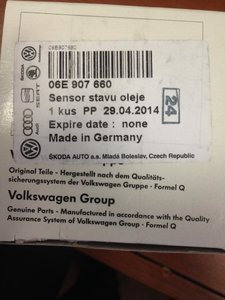 06E907660
06E 907 660
Sensor stavu oleje
1 kus PP 29.04.2014
Expire date : none
Made in Germany
24
ŠKODA AUTO a.s. Mladá Boleslav, Czech Republic
SEAT
Audi
Original Teile - Hergestellt nach dem Qualitäts-
sicherungssystem der Volkswagen Gruppe - Formel Q
Volkswagen Group
Genuine Parts - Manufactured in accordance with the Quality
Assurance System of Volkswagen Group - Formel Q